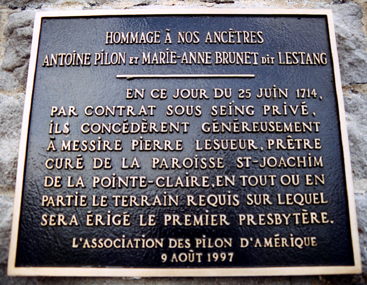 HOMMAGE À NOS ANCÊTRES
ANTOINE PILON ET MARIE-ANNE BRUNET DIT LESTANG
EN CE JOUR DU 25 JUIN 1714,
PAR CONTRAT SOUS SEING PRIVÉ,
ILS CONCÉDÈRENT GÉNÉREUSEMENT
À MESSIRE PIERRE LESUEUR, PRÊTRE
CURÉ DE LA PAROISSE ST-JOACHIM
DE LA POINTE-CLAIRE, EN TOUT OU EN
PARTIE LE TERRAIN REQUIS SUR LEQUEL
SERA ÉRIGÉ LE PREMIER PRESBYTÈRE.
L'ASSOCIATION DES PILON D'AMÉRIQUE
9 AOÛT 1997